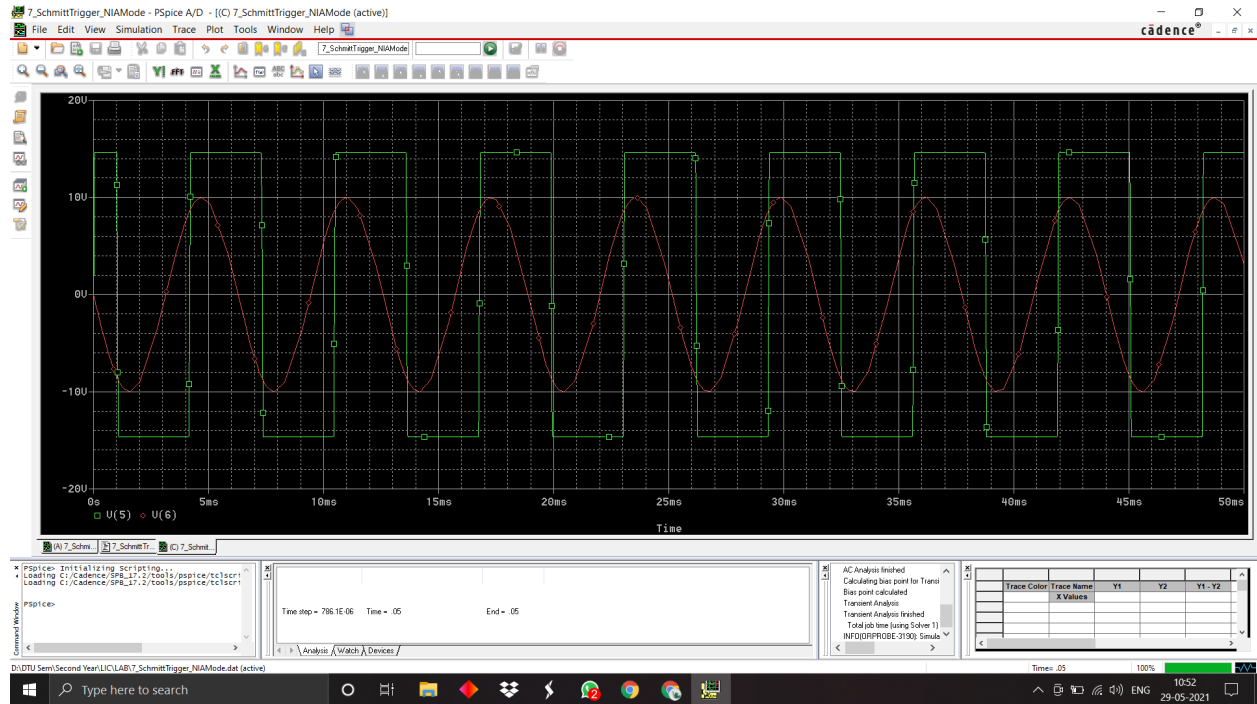 7_SchmittTrigger_NIAMode - PSpice A/D - [(C) 7_SchmittTrigger_NIAMode (active)]
File Edit View Simulation Trace Plot Tools Window Help
cādence®
7_SchmittTrigger_NIAMode
FFT
20V
10V
0V
-10V
-20V
0s 5ms 10ms 15ms 20ms 25ms 30ms 35ms 40ms 45ms 50ms
V(5) V(6)
Time
(A) 7_Schmi... 7_SchmittTr... (C) 7_Schmit...
Command Window
PSpice> Initializing Scripting...
Loading C:/Cadence/SPB_17.2/tools/pspice/tclscri
Loading C:/Cadence/SPB_17.2/tools/pspice/tclscri
PSpice>
Time step = 786.1E-06 Time = .05 End = .05
Analysis Watch Devices
AC Analysis finished
Calculating bias point for Transi
Bias point calculated
Transient Analysis
Transient Analysis finished
Total job time (using Solver 1)
INFO(ORPROBE-3190): Simula
Trace Color Trace Name Y1 Y2 Y1 - Y2
X Values
D:\DTU Sem\Second Year\LIC\LAB\7_SchmittTrigger_NIAMode.dat (active)
Time= .05 100%
Type here to search
2
ENG
10:52
29-05-2021